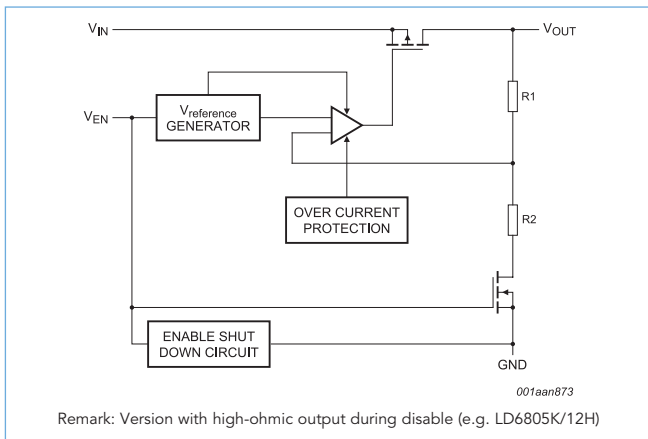 VIN
VOUT
R1
VEN
Vreference
GENERATOR
OVER CURRENT
PROTECTION
R2
ENABLE SHUT
DOWN CIRCUIT
GND
001aan873
Remark: Version with high-ohmic output during disable (e.g. LD6805K/12H)